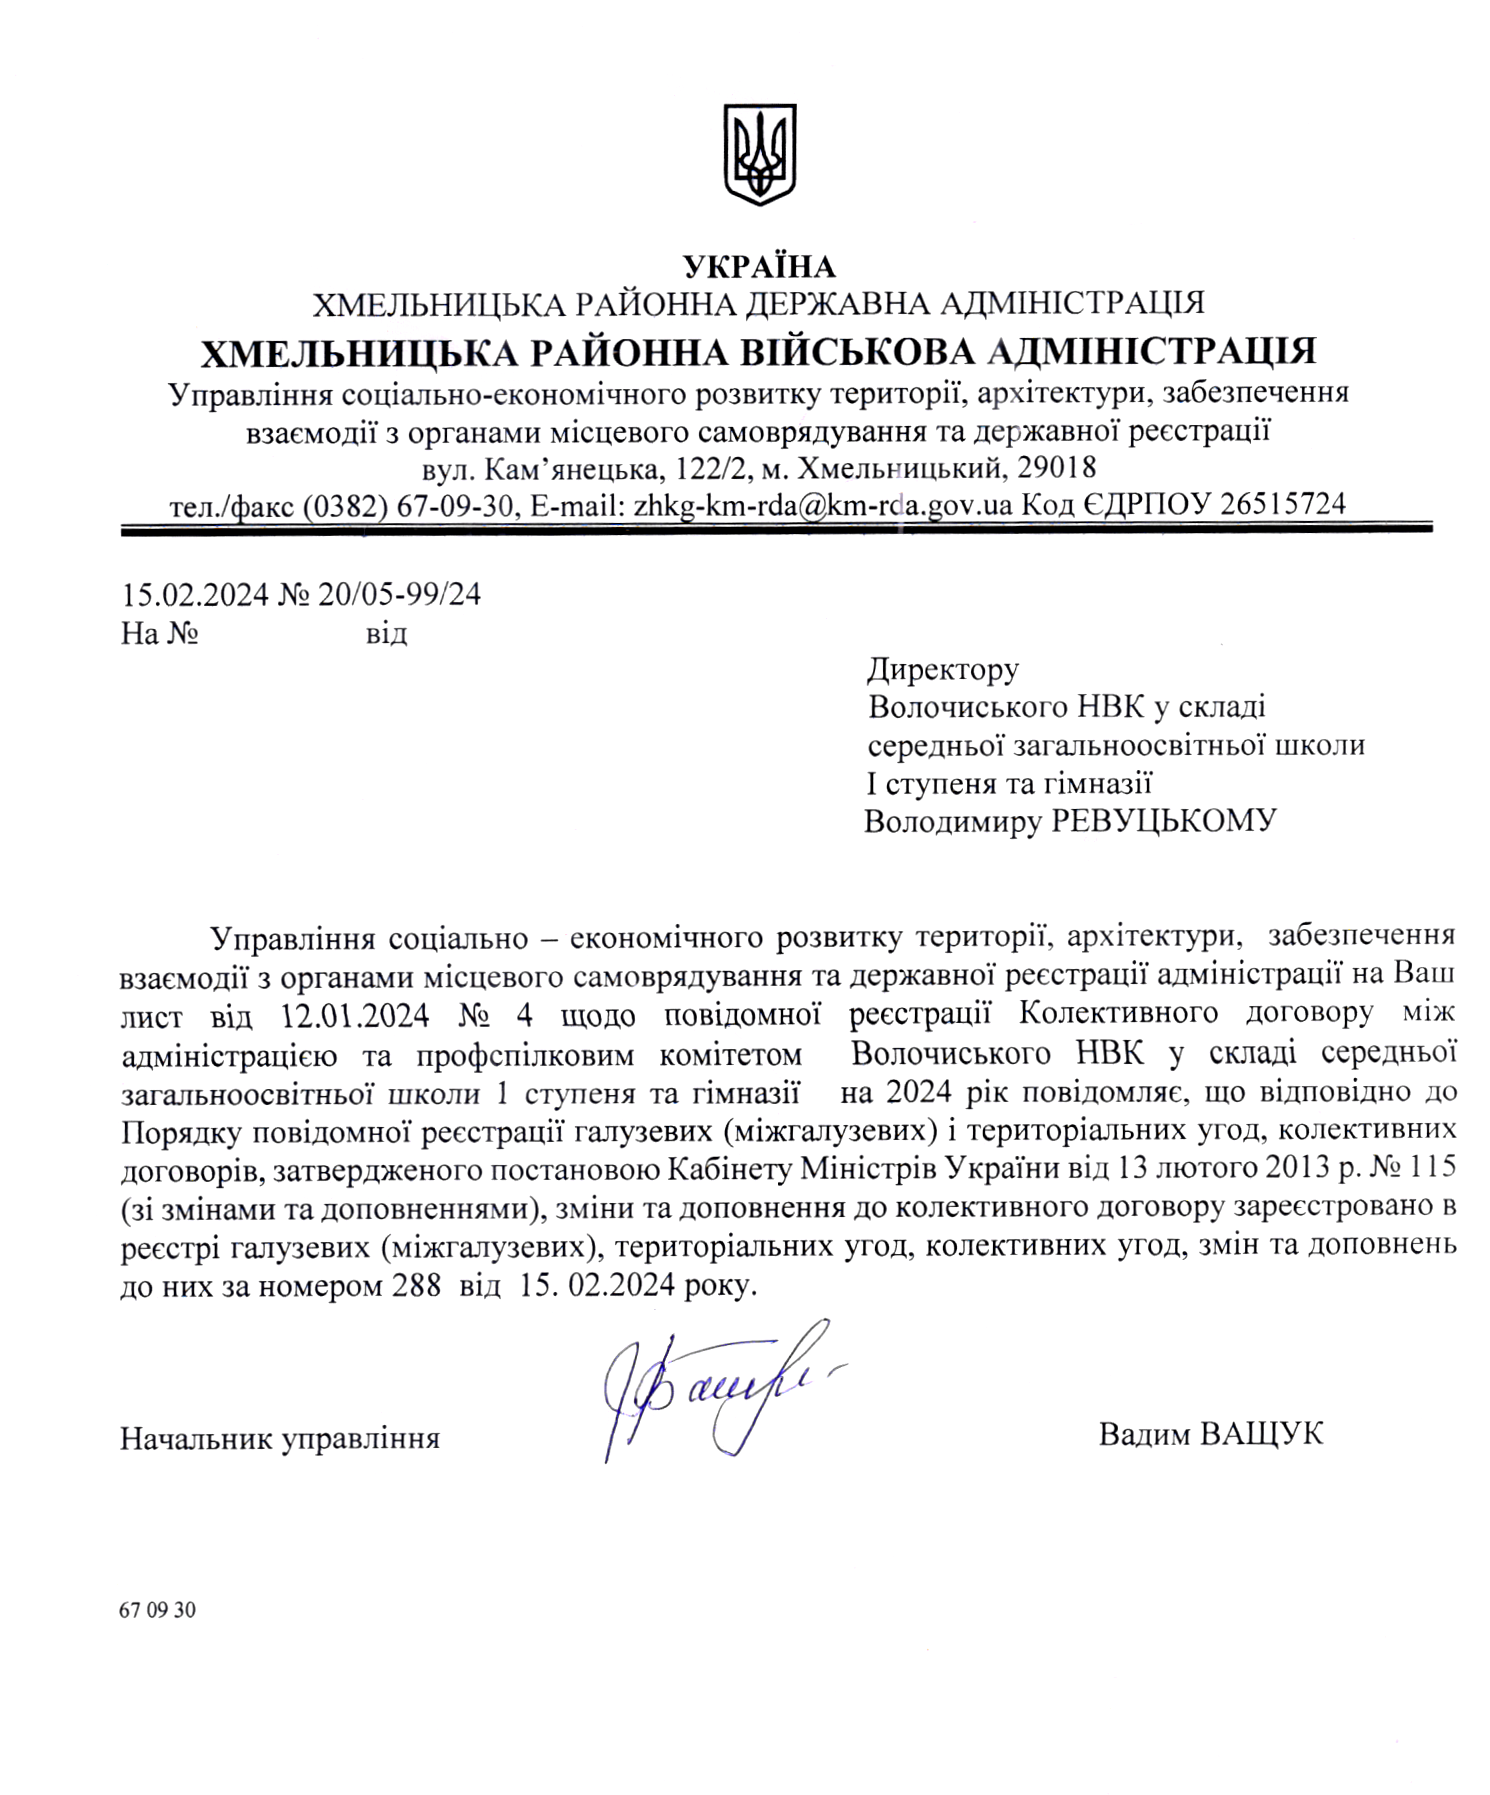 УКРАЇНА
ХМЕЛЬНИЦЬКА РАЙОННА ДЕРЖАВНА АДМІНІСТРАЦІЯ
ХМЕЛЬНИЦЬКА РАЙОННА ВІЙСЬКОВА АДМІНІСТРАЦІЯ
Управління соціально-економічного розвитку території, архітектури, забезпечення
взаємодії з органами місцевого самоврядування та державної реєстрації
вул. Кам’янецька, 122/2, м. Хмельницький, 29018
тел./факс (0382) 67-09-30, E-mail: zhkg-km-rda@km-rda.gov.ua Код ЄДРПОУ 26515724
15.02.2024 № 20/05-99/24
На № від
Директору
Волочиського НВК у складі
середньої загальноосвітньої школи
І ступеня та гімназії
Володимиру РЕВУЦЬКОМУ
Управління соціально – економічного розвитку території, архітектури, забезпечення
взаємодії з органами місцевого самоврядування та державної реєстрації адміністрації на Ваш
лист від 12.01.2024 № 4 щодо повідомної реєстрації Колективного договору між
адміністрацією та профспілковим комітетом Волочиського НВК у складі середньої
загальноосвітньої школи 1 ступеня та гімназії на 2024 рік повідомляє, що відповідно до
Порядку повідомної реєстрації галузевих (міжгалузевих) і територіальних угод, колективних
договорів, затвердженого постановою Кабінету Міністрів України від 13 лютого 2013 р. № 115
(зі змінами та доповненнями), зміни та доповнення до колективного договору зареєстровано в
реєстрі галузевих (міжгалузевих), територіальних угод, колективних угод, змін та доповнень
до них за номером 288 від 15. 02.2024 року.
Начальник управління Вадим ВАЩУК
67 09 30